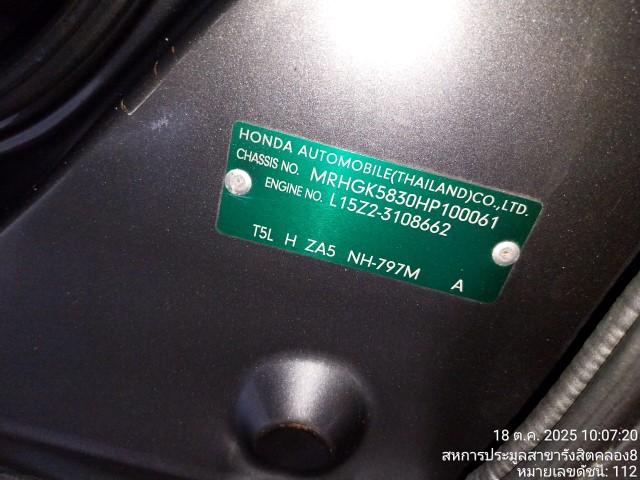 HONDA AUTOMOBILE(THAILAND)CO.,LTD.
CHASSIS NO. MRHGK5830HP100061
ENGINE NO. L15Z2-3108662
T5L H ZA5 NH-797M A
18 ต.ค. 2025 10:07:20
สหการประมูลสาขารังสิตคลอง8
หมายเลขดัชนี: 112